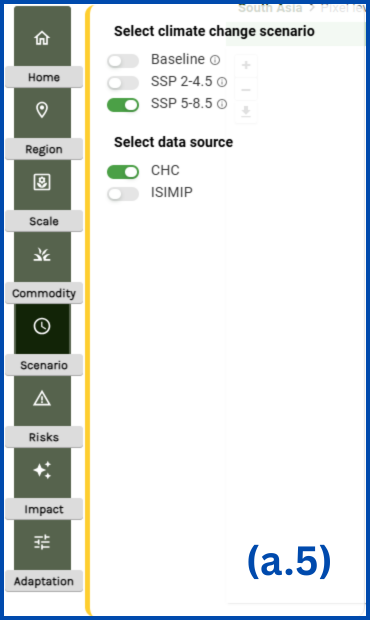 South Asia > Pixel
Select climate change scenario
Baseline
SSP 2-4.5
SSP 5-8.5
Select data source
CHC
ISIMIP
Home
Region
Scale
Commodity
Scenario
Risks
Impact
Adaptation
(a.5)